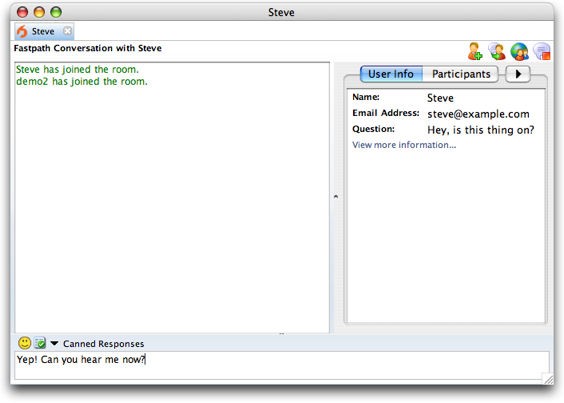 Steve
Steve
Fastpath Conversation with Steve
Steve has joined the room.
demo2 has joined the room.
User Info Participants
Name: Steve
Email Address: steve@example.com
Question: Hey, is this thing on?
View more information...
Canned Responses
Yep! Can you hear me now?